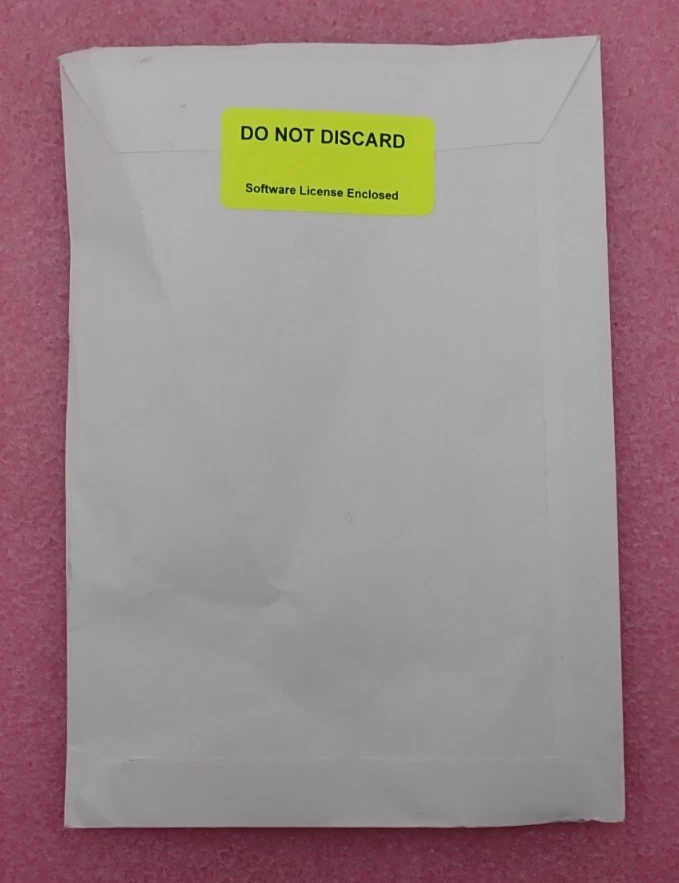 DO NOT DISCARD
Software License Enclosed